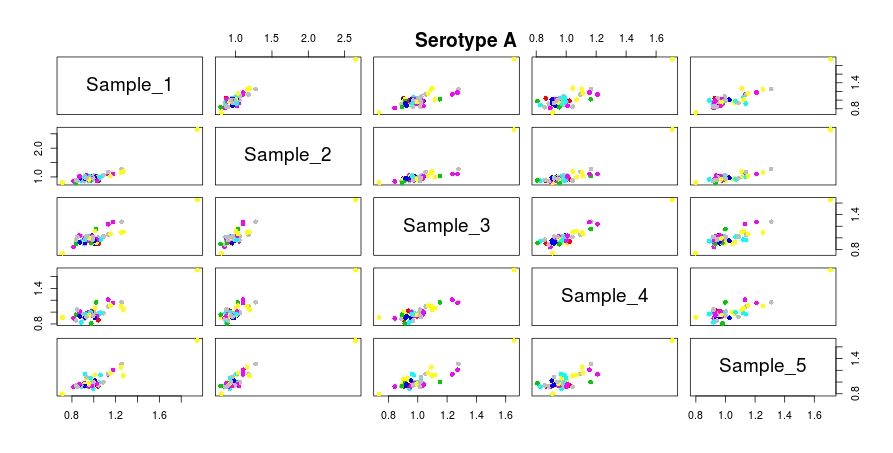 Serotype A
1.0 1.5 2.0 2.5
0.8 1.0 1.2 1.4 1.6
Sample_1
0.8 1.4
1.0 2.0
Sample_2
Sample_3
0.8 1.4
0.8 1.4
Sample_4
Sample_5
0.8 1.4
0.8 1.2 1.6
0.8 1.0 1.2 1.4 1.6
0.8 1.0 1.2 1.4 1.6